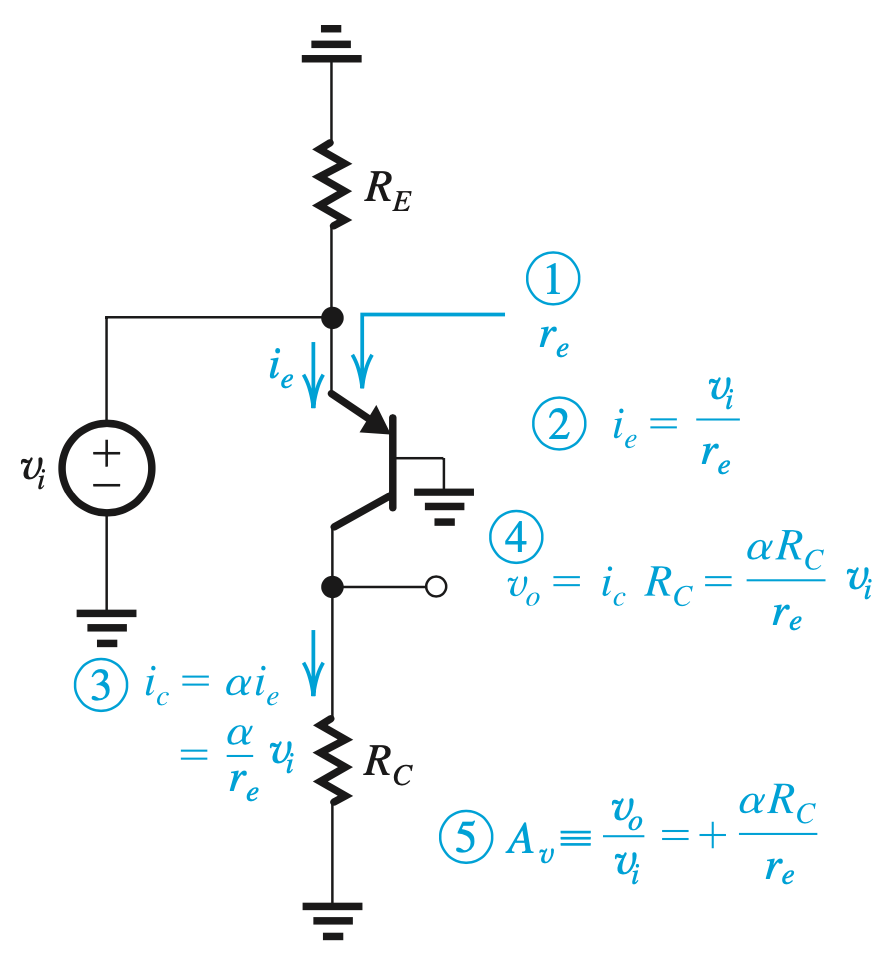 R_E
① r_e
i_e
② i_e = v_i / r_e
+
−
v_i
④ v_o = i_c R_C = αR_C / r_e v_i
③ i_c = αi_e
= α / r_e v_i
R_C
⑤ A_v ≡ v_o / v_i = + αR_C / r_e